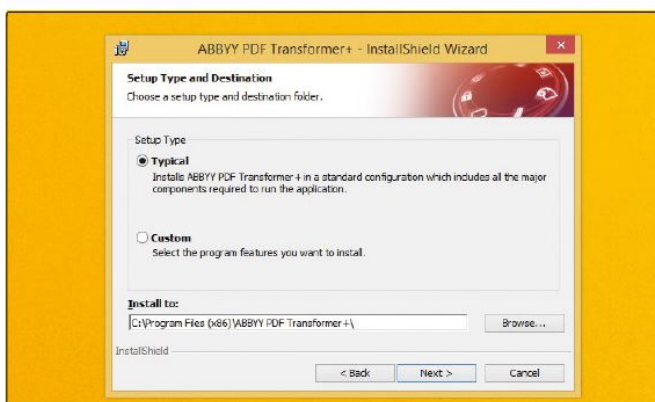 ABBYY PDF Transformer+ - InstallShield Wizard
Setup Type and Destination
Choose a setup type and destination folder.
Setup Type
Typical
Installs ABBYY PDF Transformer+ in a standard configuration which includes all the major
components required to run the application.
Custom
Select the program features you want to install.
Install to:
C:\Program Files (x86)\ABBYY PDF Transformer+\
Browse...
InstallShield
< Back
Next >
Cancel